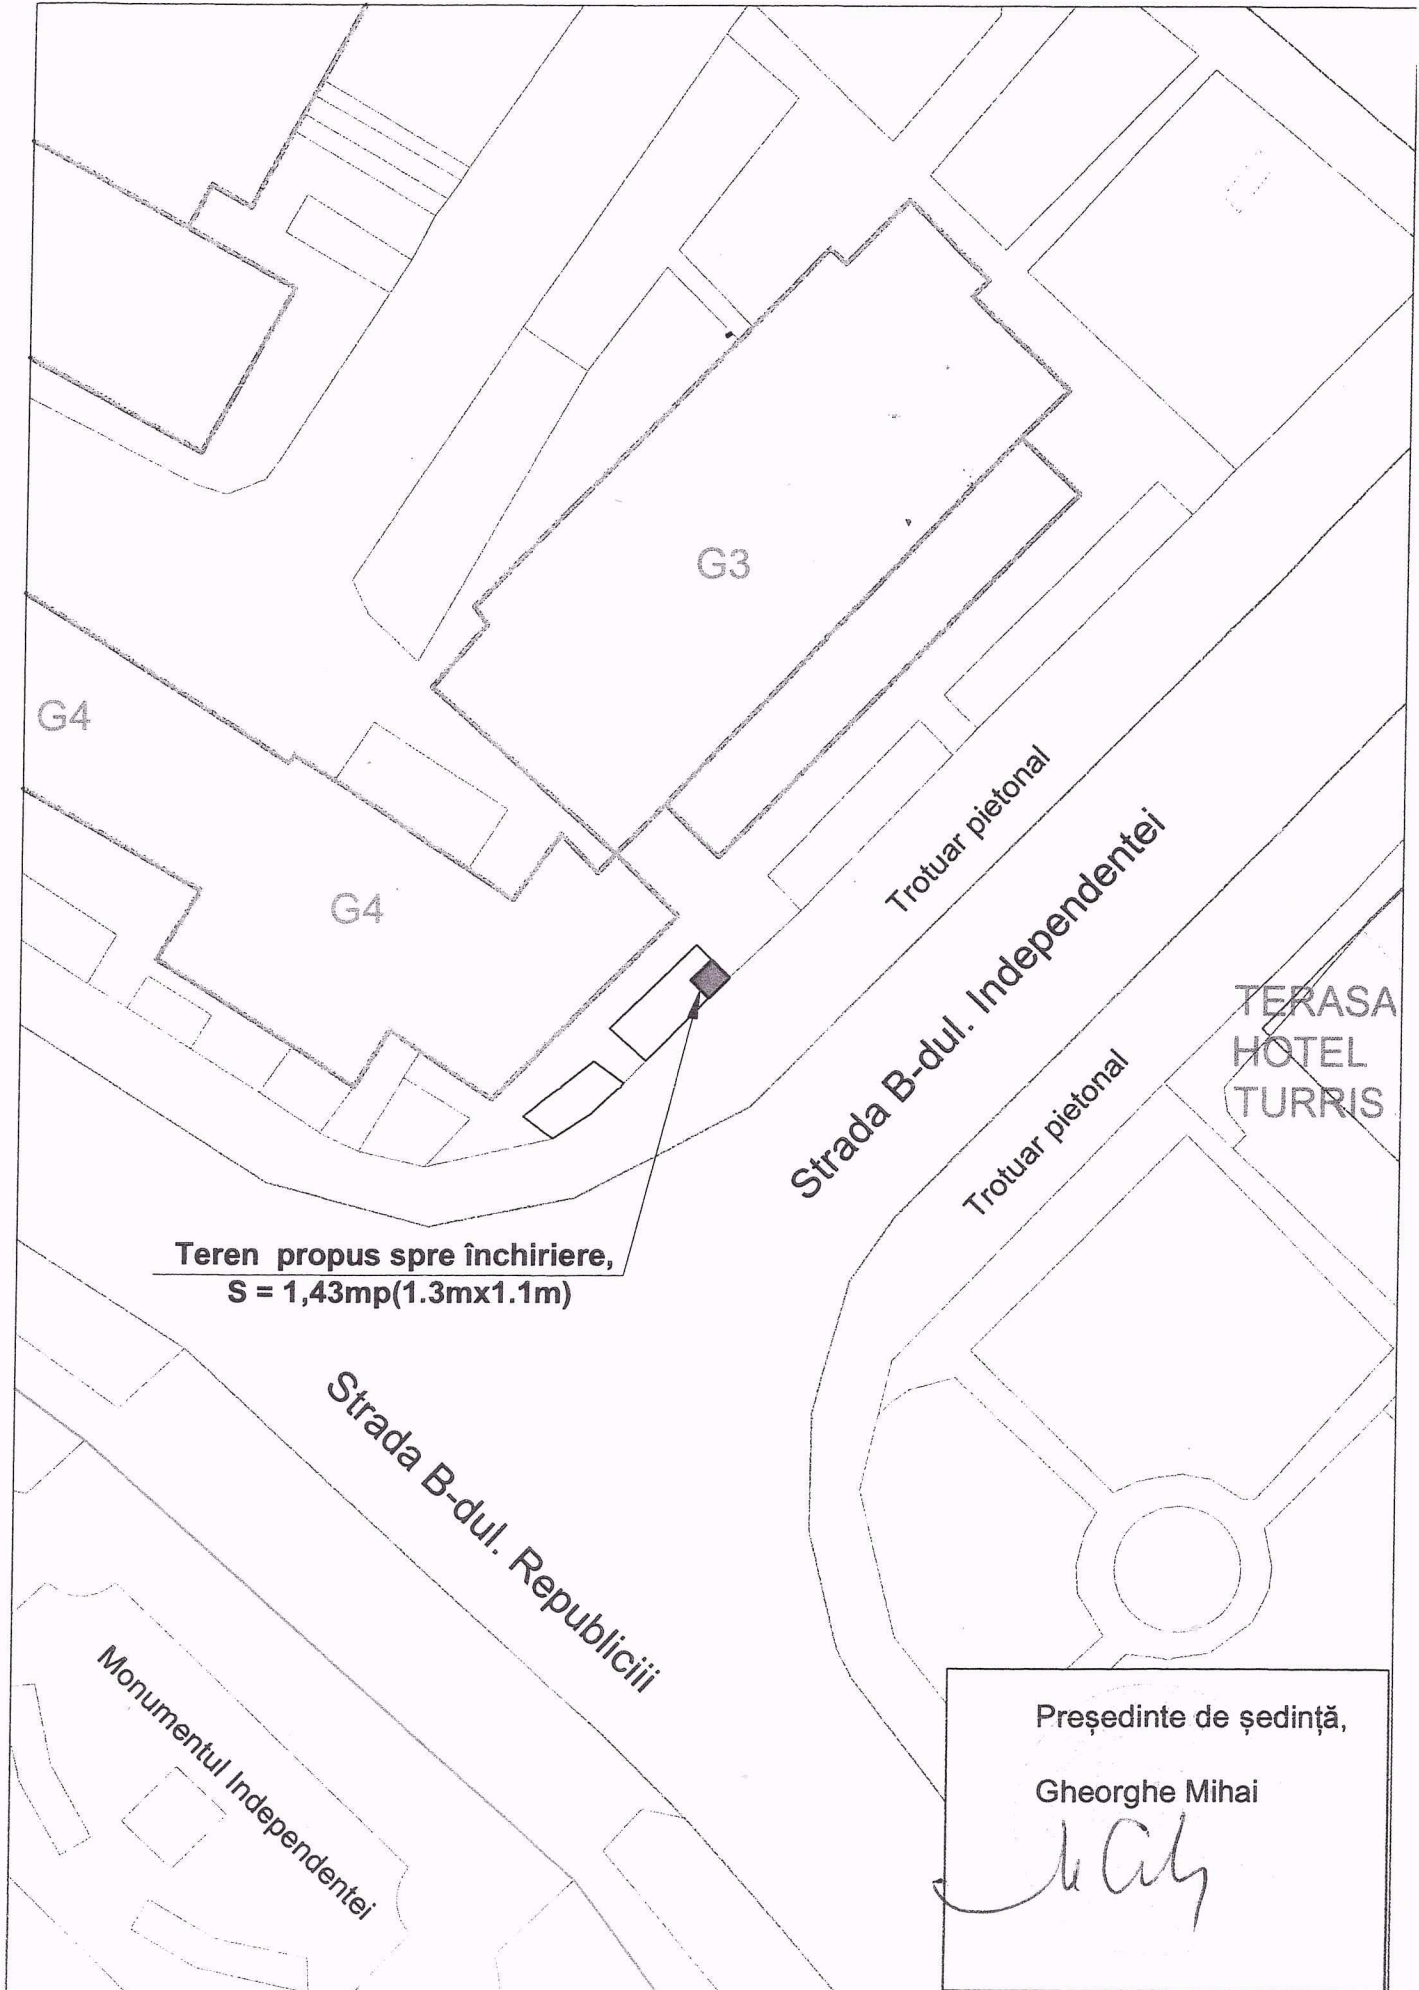 G3
G4
G4
Trotuar pietonal
Strada B-dul. Independentei
Trotuar pietonal
TERASA
HOTEL
TURRIS
Teren propus spre închiriere,
S = 1,43mp(1.3mx1.1m)
Strada B-dul. Republiciii
Monumentul Independentei
Președinte de ședință,
Gheorghe Mihai